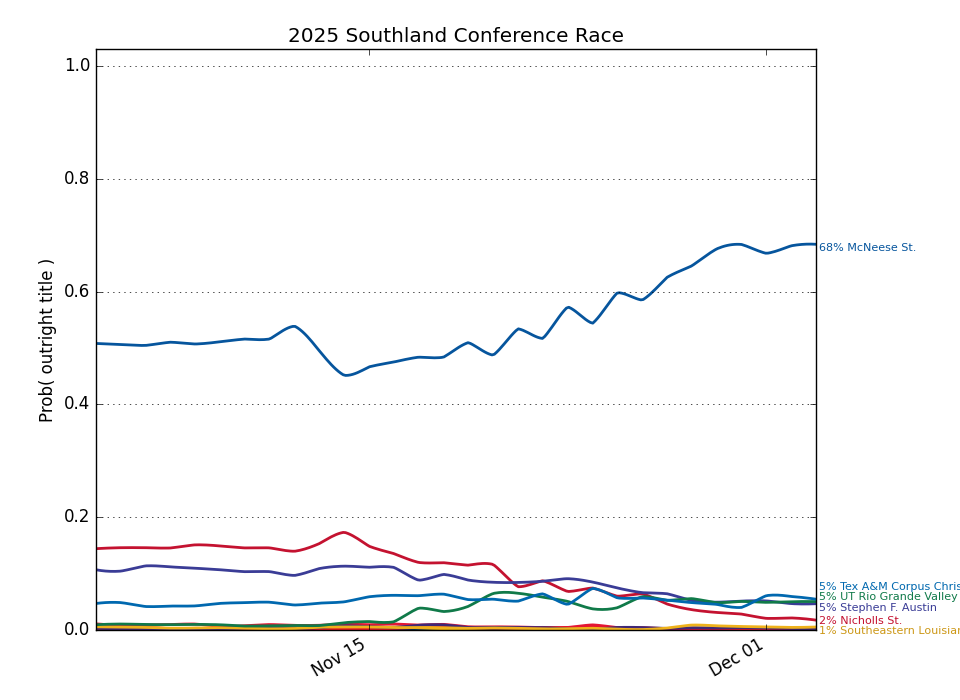 2025 Southland Conference Race
Prob( outright title )
1.0
0.8
0.6
0.4
0.2
0.0
Nov 15
Dec 01
68% McNeese St.
5% Tex A&M Corpus Chris
5% UT Rio Grande Valley
5% Stephen F. Austin
2% Nicholls St.
1% Southeastern Louisian